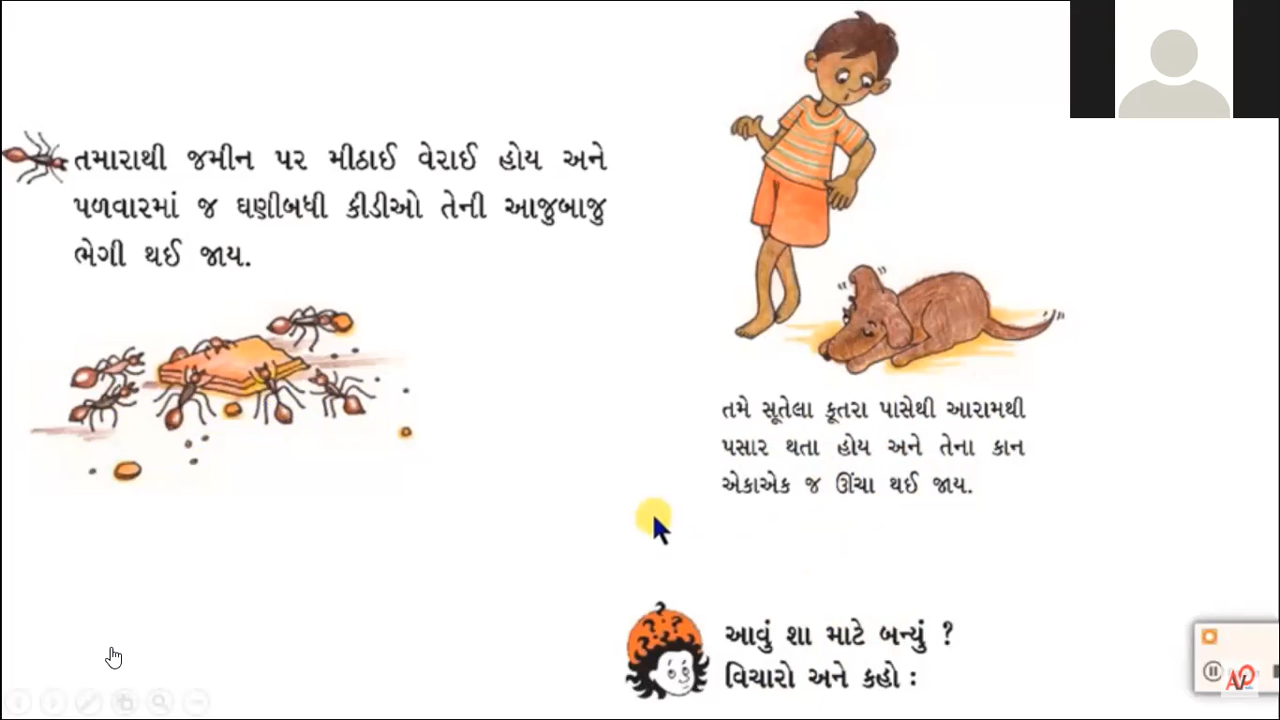 તમારાથી જમીન પર મીઠાઈ વેરાઈ હોય અને
પળવારમાં જ ઘણીબધી કીડીઓ તેની આજુબાજુ
ભેગી થઈ જાય.
તમે સૂતેલા કૂતરા પાસેથી આરામથી
પસાર થતા હોય અને તેના કાન
એકાએક જ ઊંચા થઈ જાય.
આવું શા માટે બન્યું ?
વિચારો અને કહો :